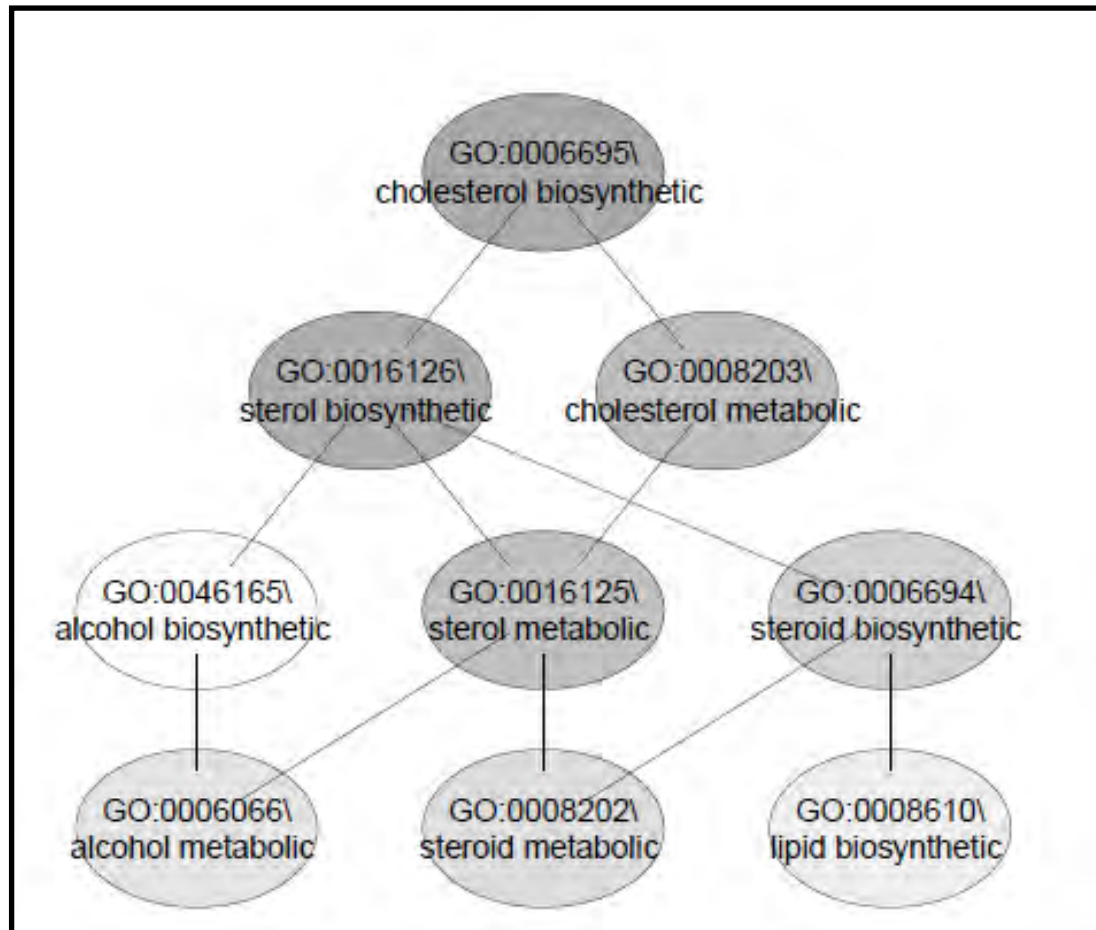 GO:0006695\
cholesterol biosynthetic
GO:0016126\
sterol biosynthetic
GO:0008203\
cholesterol metabolic
GO:0046165\
alcohol biosynthetic
GO:0016125\
sterol metabolic
GO:0006694\
steroid biosynthetic
GO:0006066\
alcohol metabolic
GO:0008202\
steroid metabolic
GO:0008610\
lipid biosynthetic